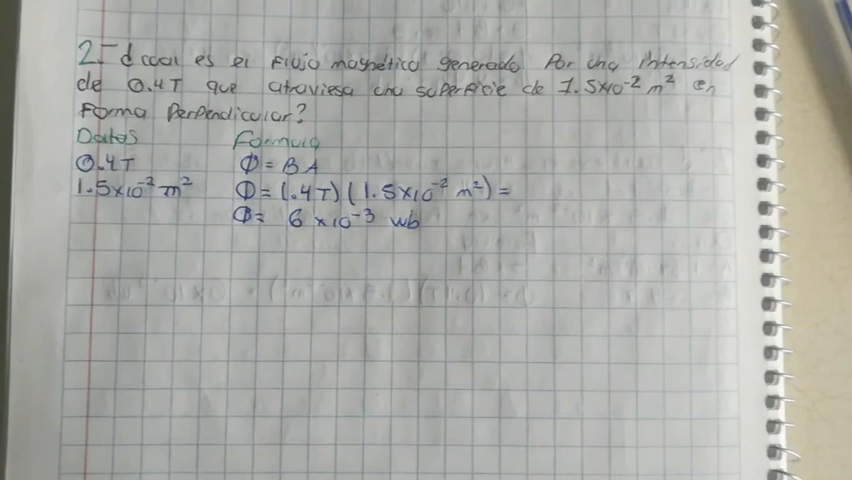 2.- ¿cual es el Flujo magnético generado Por una intensidad
de 0.4T que atraviesa una superficie de 1.5x10⁻² m² en
Forma Perpendicular?
Datos Formula
0.4T Φ = BA
1.5x10⁻² m² Φ = (.4T)(1.5x10⁻² m²) =
Φ = 6 x10⁻³ wb